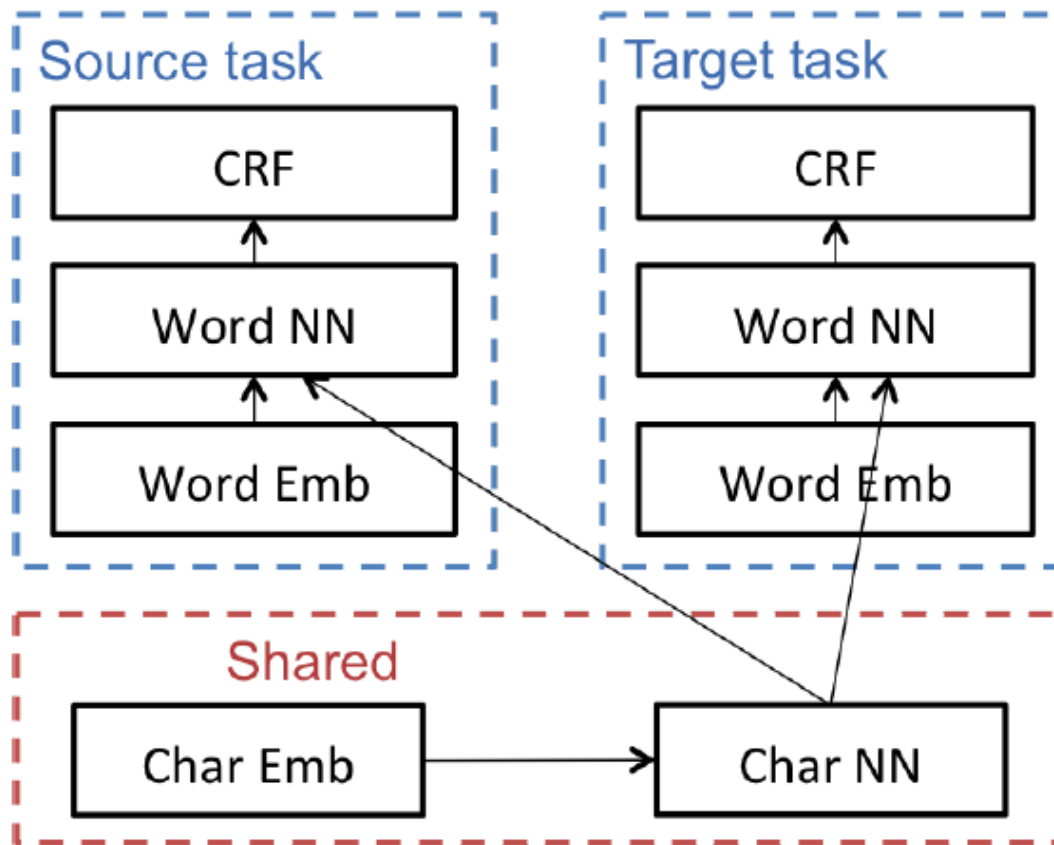 Source task
CRF
Word NN
Word Emb
Target task
CRF
Word NN
Word Emb
Shared
Char Emb
Char NN